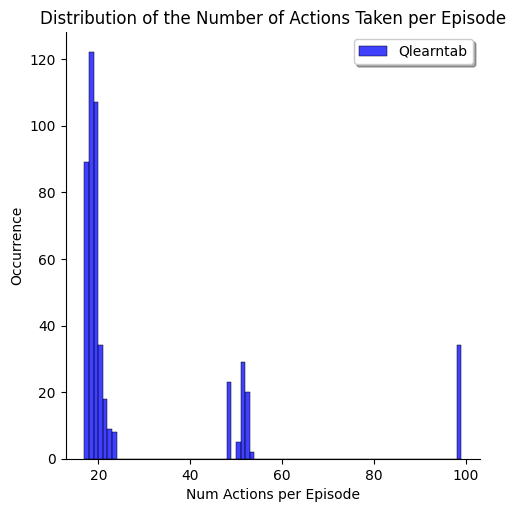 Distribution of the Number of Actions Taken per Episode
Qlearntab
120
100
80
60
40
20
0
Occurrence
20 40 60 80 100
Num Actions per Episode